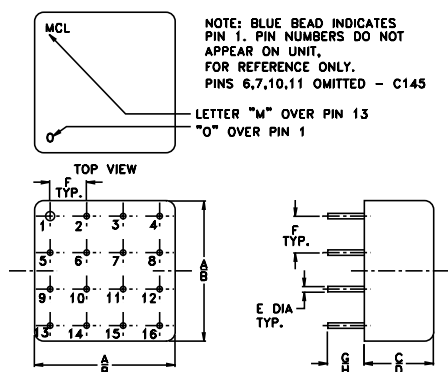 NOTE: BLUE BEAD INDICATES
PIN 1. PIN NUMBERS DO NOT
APPEAR ON UNIT,
FOR REFERENCE ONLY.
PINS 6,7,10,11 OMITTED - C145
MCL
LETTER "M" OVER PIN 13
"O" OVER PIN 1
O
TOP VIEW
F
TYP.
1 2 3 4
5 6 7 8
9 10 11 12
13 14 15 16
A
B
A
B
F
TYP.
E DIA
TYP.
G
H
C
D